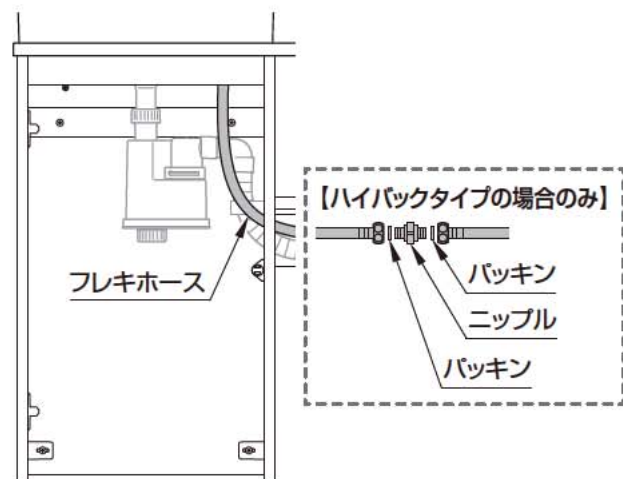 【ハイバックタイプの場合のみ】
フレキホース
パッキン
ニップル
パッキン